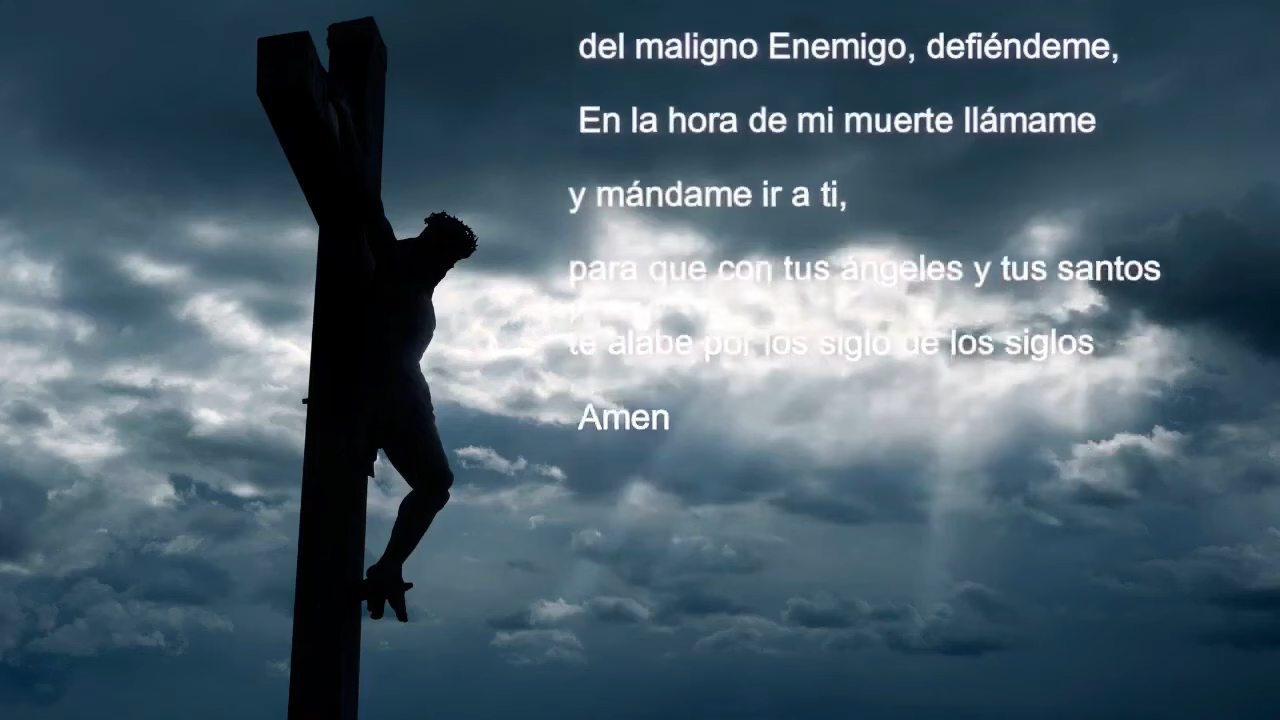 del maligno Enemigo, defiéndeme,
En la hora de mi muerte llámame
y mándame ir a ti,
para que con tus ángeles y tus santos
te alabe por los siglo de los siglos
Amen